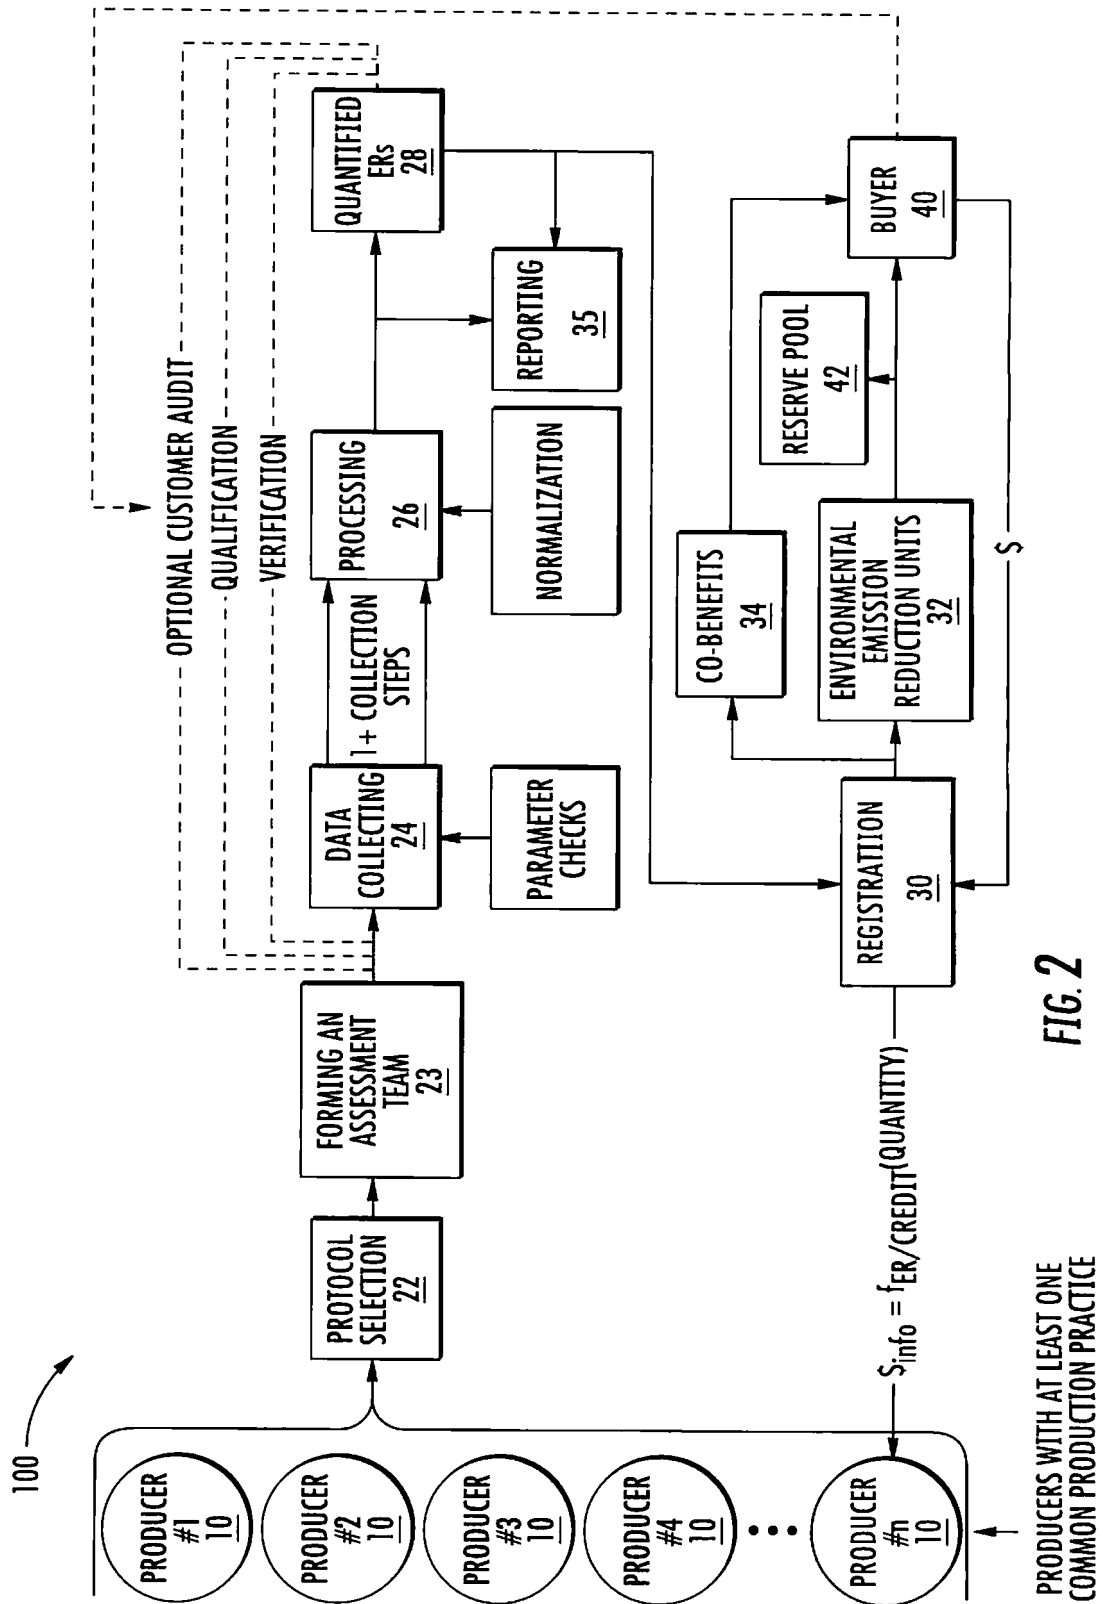 100
PRODUCER
#1
10
PRODUCER
#2
10
PRODUCER
#3
10
PRODUCER
#4
10
PRODUCER
#n
10
PRODUCERS WITH AT LEAST ONE
COMMON PRODUCTION PRACTICE
PROTOCOL
SELECTION
22
FORMING AN
ASSESSMENT
TEAM
23
OPTIONAL CUSTOMER AUDIT
QUALIFICATION
VERIFICATION
DATA
COLLECTING
24
1+ COLLECTION
STEPS
PARAMETER
CHECKS
PROCESSING
26
NORMALIZATION
QUANTIFIED
ERs
28
REPORTING
35
$info = fER/CREDIT(QUANTITY)
REGISTRATION
30
CO-BENEFITS
34
ENVIRONMENTAL
EMISSION
REDUCTION UNITS
32
RESERVE POOL
42
BUYER
40
$
FIG. 2